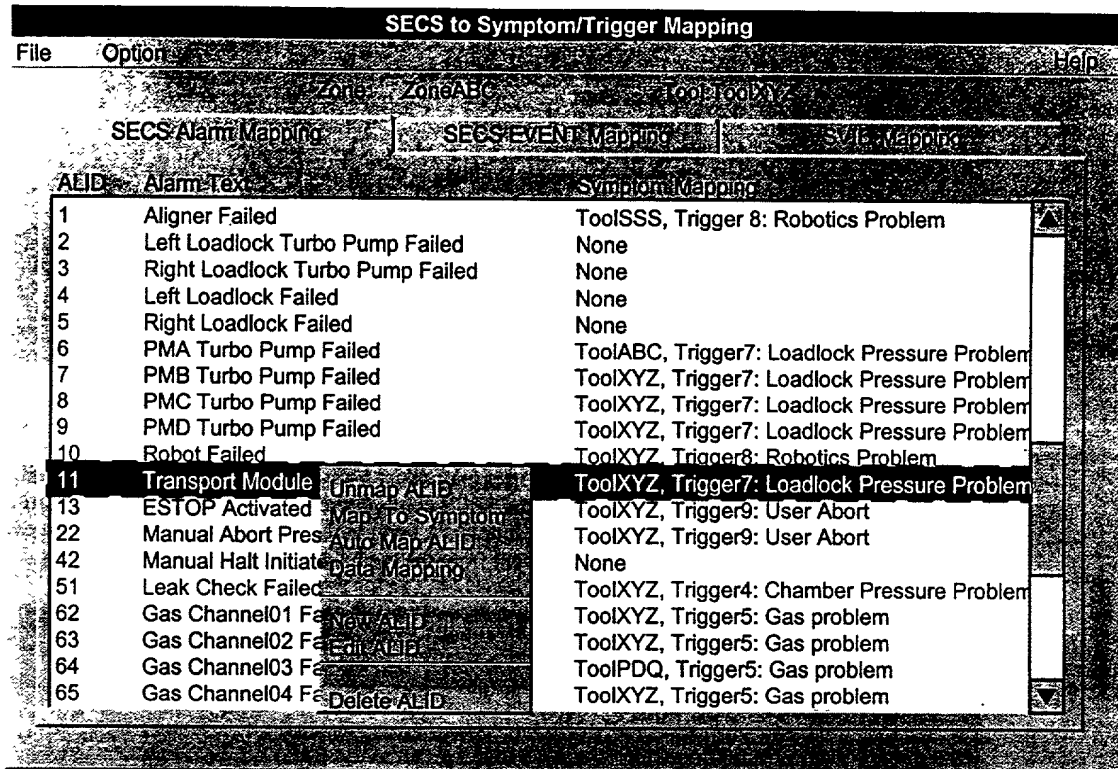 SECS to Symptom/Trigger Mapping
File Option Help
Zone: ZoneABC Tool ToolXYZ
SECS Alarm Mapping SECS EVENT Mapping SVID Mapping
ALID Alarm Text Symptom Mapping
1 Aligner Failed ToolSSS, Trigger 8: Robotics Problem
2 Left Loadlock Turbo Pump Failed None
3 Right Loadlock Turbo Pump Failed None
4 Left Loadlock Failed None
5 Right Loadlock Failed None
6 PMA Turbo Pump Failed ToolABC, Trigger7: Loadlock Pressure Problem
7 PMB Turbo Pump Failed ToolXYZ, Trigger7: Loadlock Pressure Problem
8 PMC Turbo Pump Failed ToolXYZ, Trigger7: Loadlock Pressure Problem
9 PMD Turbo Pump Failed ToolXYZ, Trigger7: Loadlock Pressure Problem
10 Robot Failed ToolXYZ, Trigger8: Robotics Problem
11 Transport Module Unmap ALID ToolXYZ, Trigger7: Loadlock Pressure Problem
13 ESTOP Activated Map To Symptom ToolXYZ, Trigger9: User Abort
22 Manual Abort Pres Auto Map ALID ToolXYZ, Trigger9: User Abort
42 Manual Halt Initiate Data Mapping None
51 Leak Check Failed ToolXYZ, Trigger4: Chamber Pressure Problem
62 Gas Channel01 Fa New ALID ToolXYZ, Trigger5: Gas problem
63 Gas Channel02 Fa Edit ALID ToolXYZ, Trigger5: Gas problem
64 Gas Channel03 Fa ToolPDQ, Trigger5: Gas problem
65 Gas Channel04 Fa Delete ALID ToolXYZ, Trigger5: Gas problem